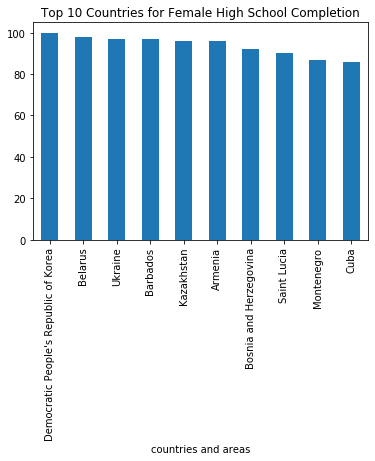 Top 10 Countries for Female High School Completion
100
80
60
40
20
0
Democratic People's Republic of Korea
Belarus
Ukraine
Barbados
Kazakhstan
Armenia
Bosnia and Herzegovina
Saint Lucia
Montenegro
Cuba
countries and areas